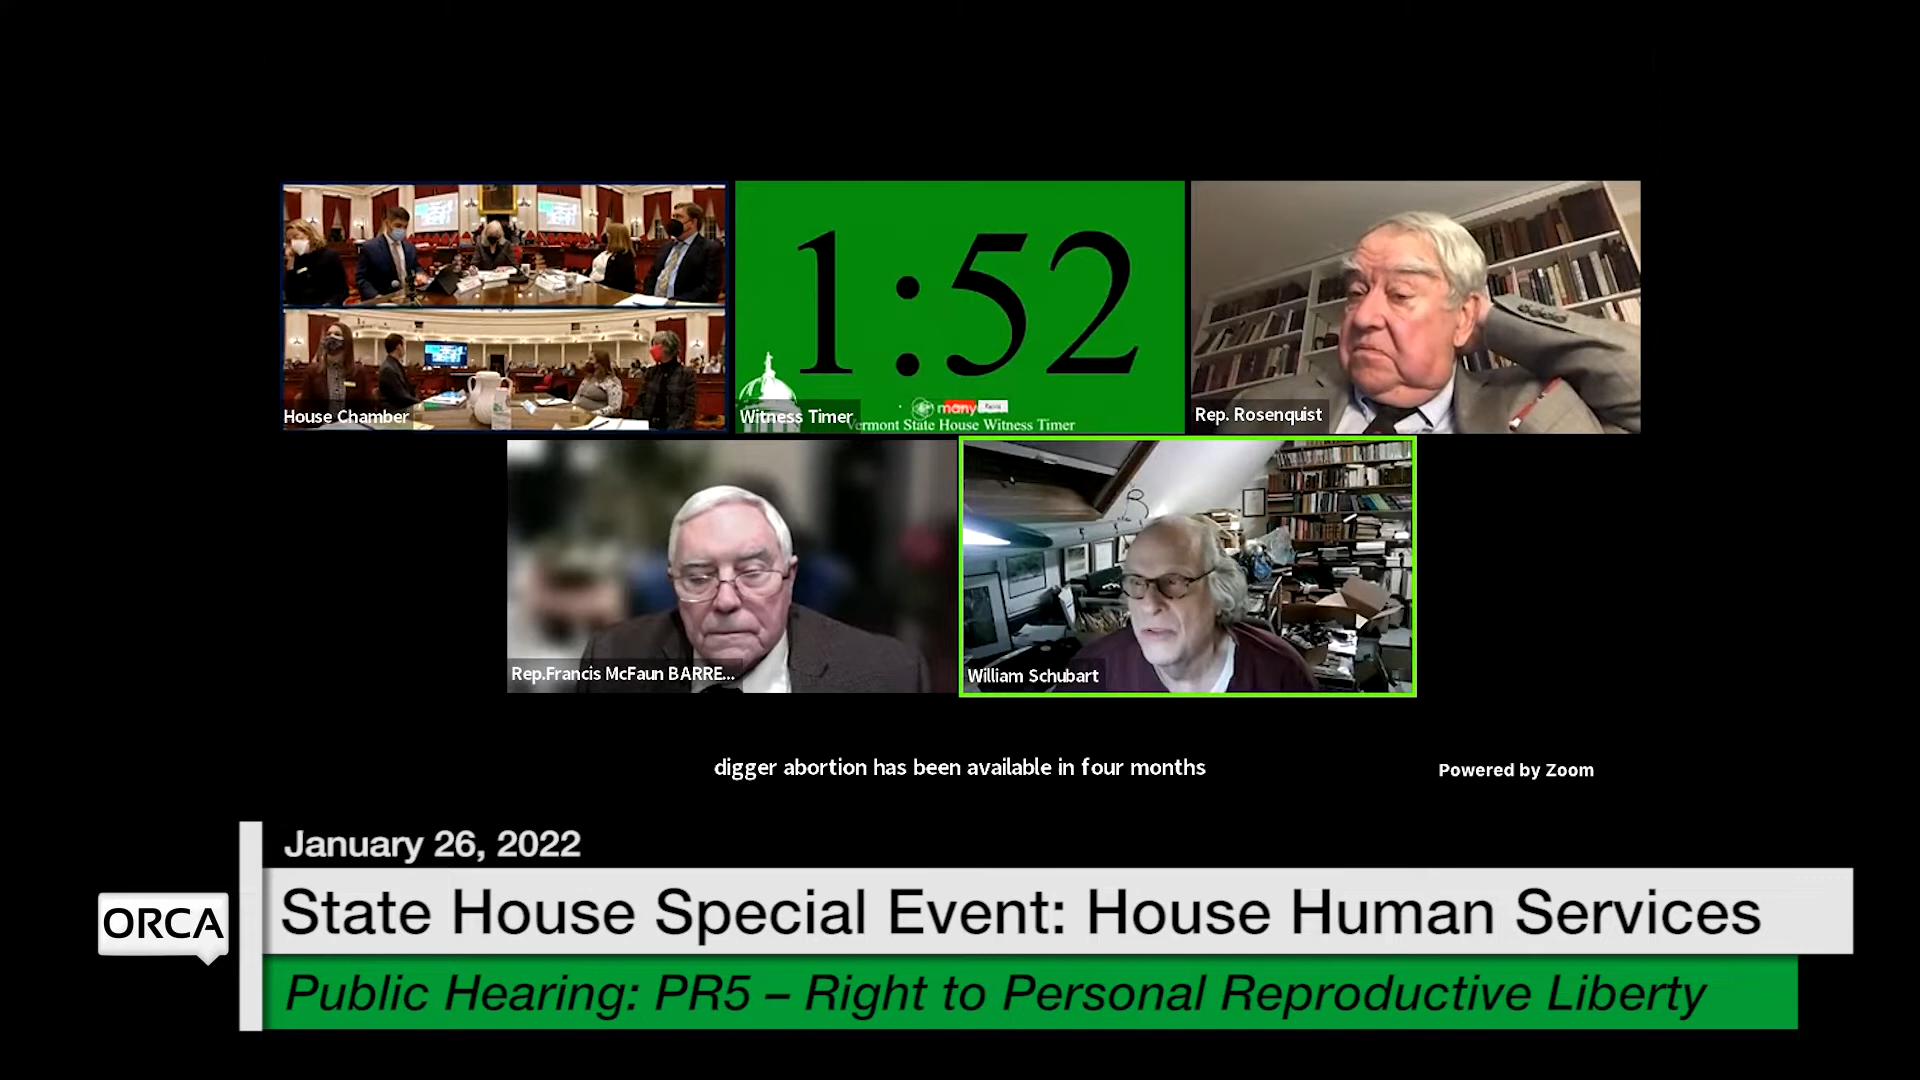 1:52
many
Vermont State House Witness Timer
House Chamber
Witness Timer
Rep. Rosenquist
Rep.Francis McFaun BARRE...
William Schubart
digger abortion has been available in four months
Powered by Zoom
January 26, 2022
ORCA
State House Special Event: House Human Services
Public Hearing: PR5 – Right to Personal Reproductive Liberty